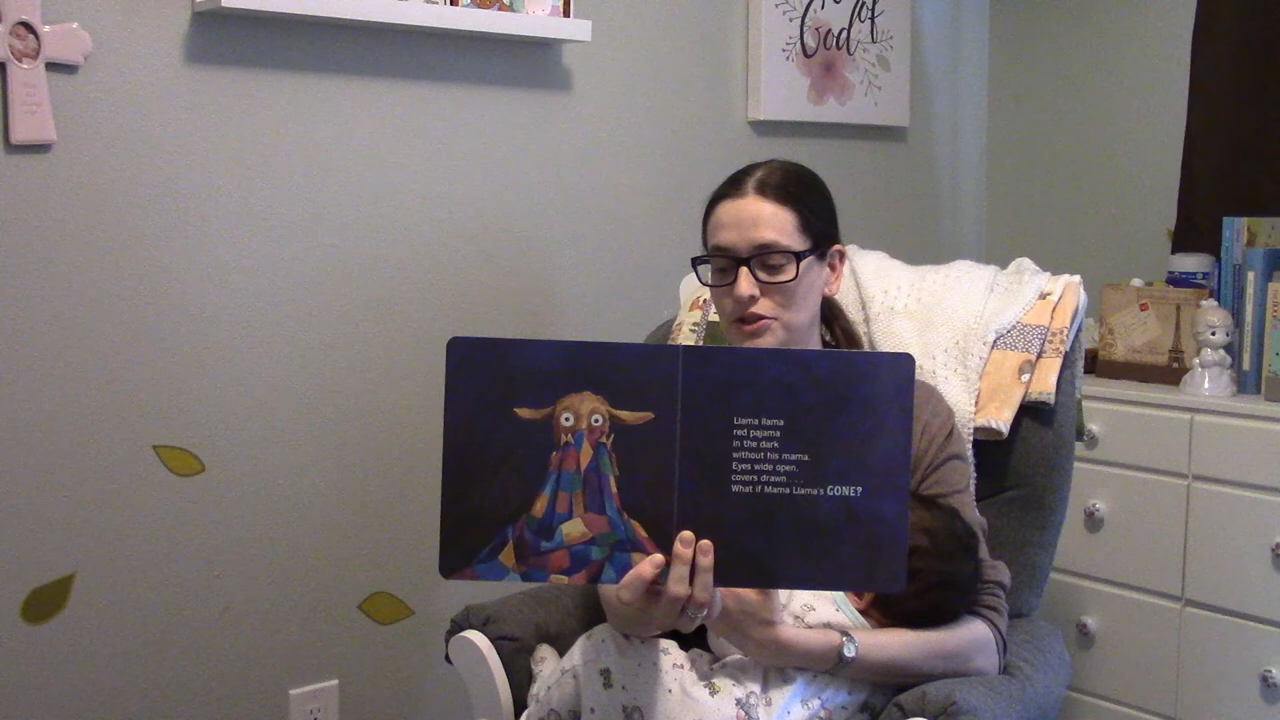 of
God
Llama llama
red pajama
in the dark
without his mama.
Eyes wide open,
covers drawn . . .
What if Mama Llama's GONE?